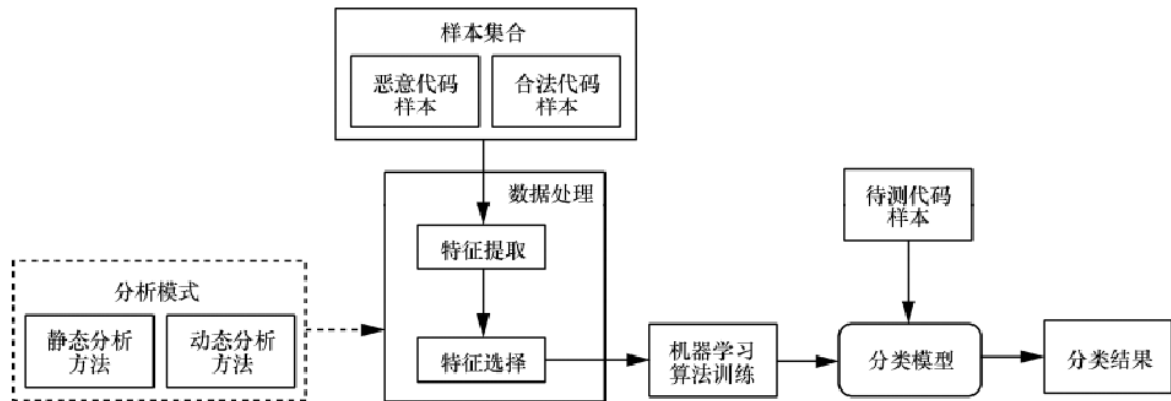 样本集合
恶意代码
样本
合法代码
样本
数据处理
特征提取
特征选择
分析模式
静态分析
方法
动态分析
方法
机器学习
算法训练
待测代码
样本
分类模型
分类结果